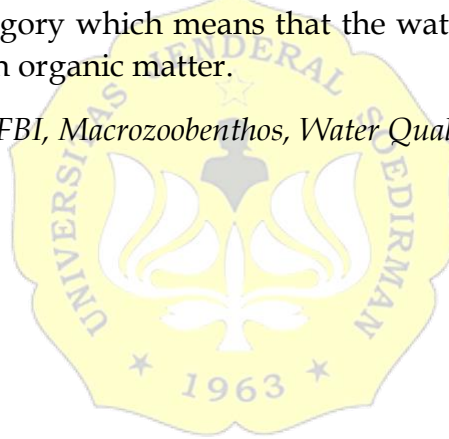 gory which means that the wat
n organic matter.
FBI, Macrozoobenthos, Water Qual
UNIVERSITAS JENDERAL SOEDIRMAN
1963